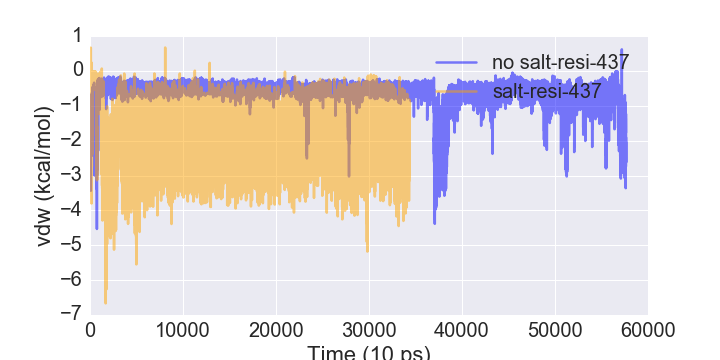 1
0
−1
−2
−3
−4
−5
−6
−7
vdw (kcal/mol)
no salt-resi-437
salt-resi-437
0 10000 20000 30000 40000 50000 60000
Time (10 ps)